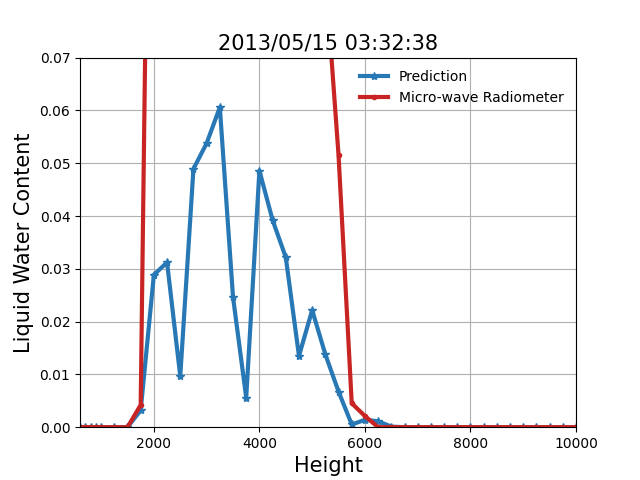 2013/05/15 03:32:38
Prediction
Micro-wave Radiometer
Liquid Water Content
0.07
0.06
0.05
0.04
0.03
0.02
0.01
0.00
2000 4000 6000 8000 10000
Height